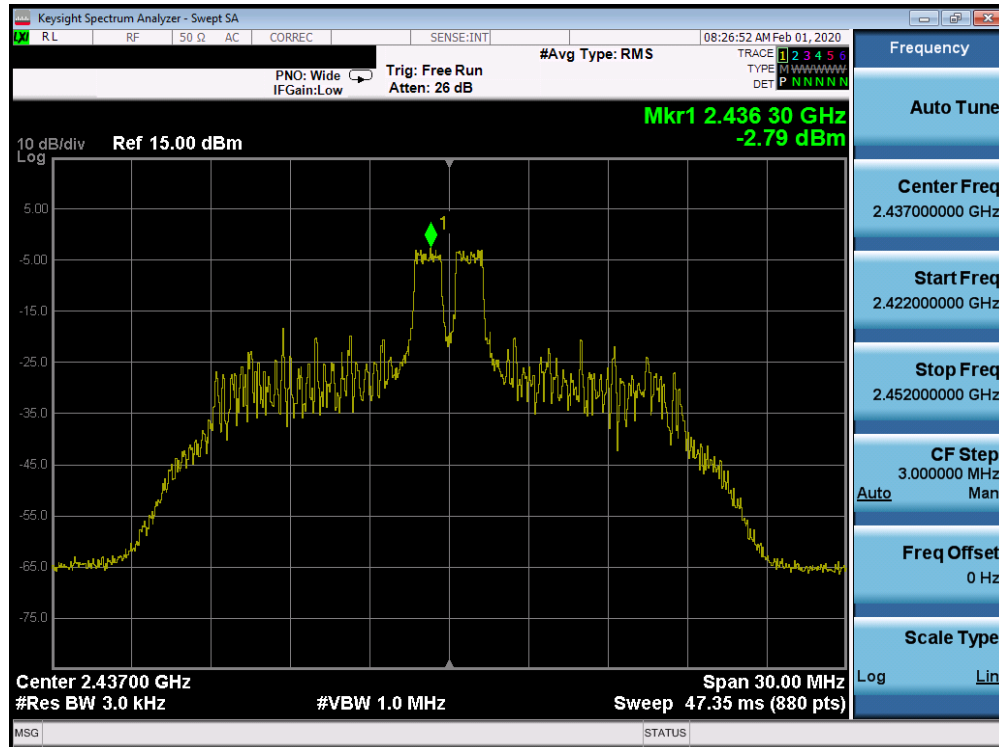 Keysight Spectrum Analyzer - Swept SA
LXI RL RF 50 Ω AC CORREC SENSE:INT 08:26:52 AM Feb 01, 2020
#Avg Type: RMS TRACE 1 2 3 4 5 6
PNO: Wide Trig: Free Run TYPE M WWWWW
IFGain:Low Atten: 26 dB DET P N N N N N
Mkr1 2.436 30 GHz
-2.79 dBm
10 dB/div Ref 15.00 dBm
Log
1
5.00
-5.00
-15.0
-25.0
-35.0
-45.0
-55.0
-65.0
-75.0
Center 2.43700 GHz Span 30.00 MHz
#Res BW 3.0 kHz #VBW 1.0 MHz Sweep 47.35 ms (880 pts)
MSG STATUS
Frequency
Auto Tune
Center Freq
2.437000000 GHz
Start Freq
2.422000000 GHz
Stop Freq
2.452000000 GHz
CF Step
3.000000 MHz
Auto Man
Freq Offset
0 Hz
Scale Type
Log Lin